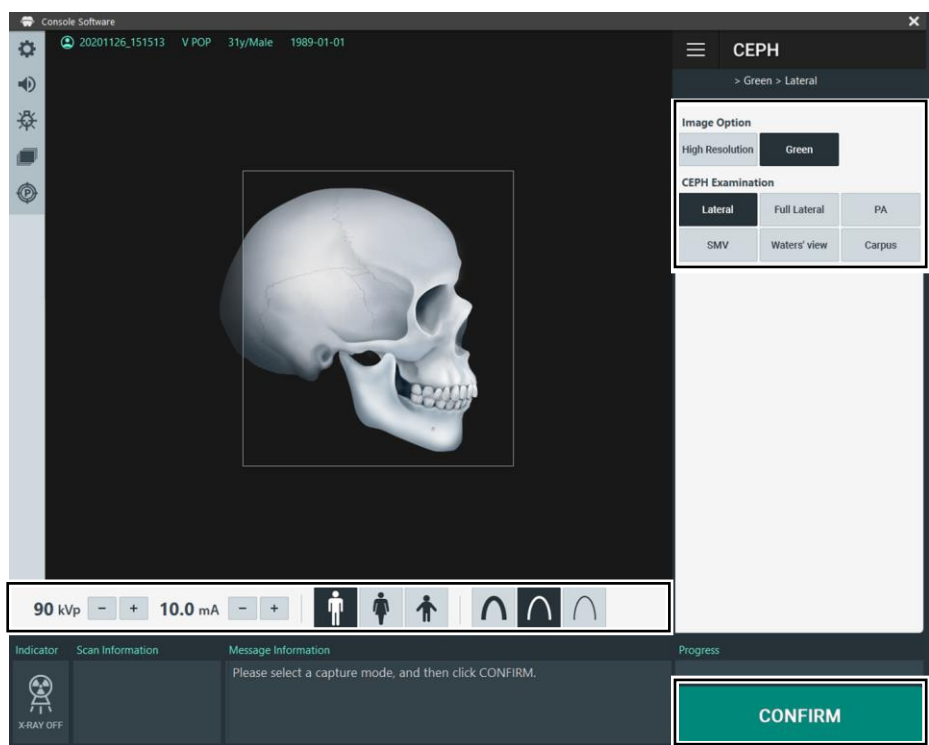 Console Software
20201126_151513 V POP 31y/Male 1989-01-01
CEPH
> Green > Lateral
Image Option
High Resolution Green
CEPH Examination
Lateral Full Lateral PA
SMV Waters' view Carpus
P
90 kVp - + 10.0 mA - +
Indicator Scan Information Message Information Progress
Please select a capture mode, and then click CONFIRM.
X-RAY OFF
CONFIRM